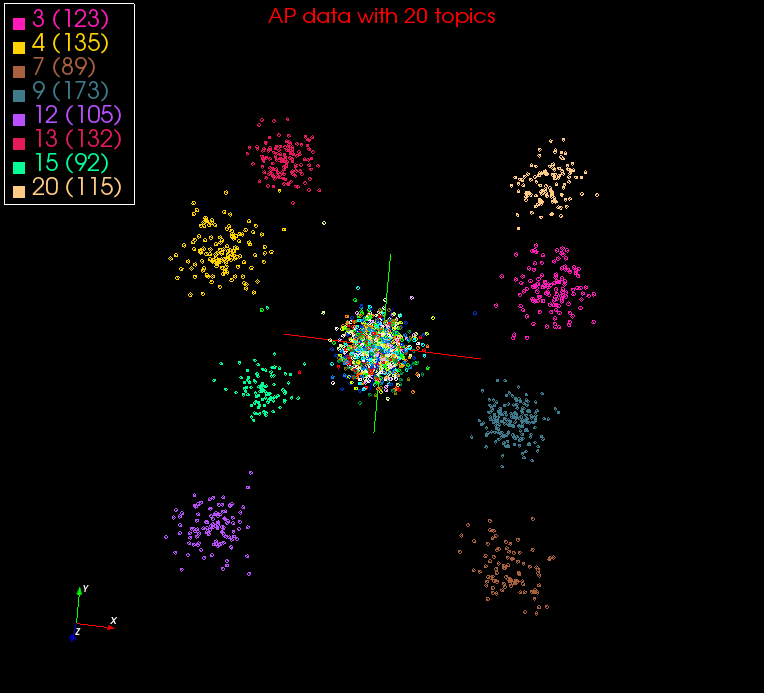 AP data with 20 topics
3 (123)
4 (135)
7 (89)
9 (173)
12 (105)
13 (132)
15 (92)
20 (115)
Y
X
Z